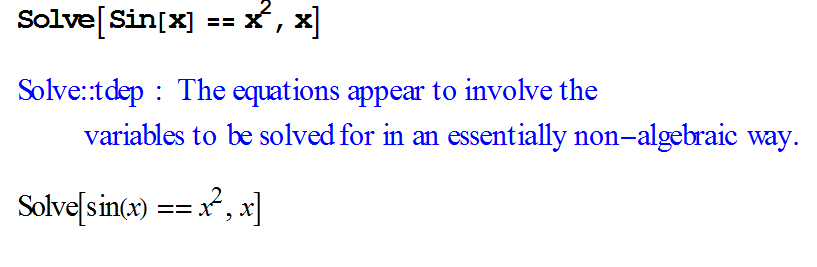 Solve[Sin[x] == x², x]
Solve::tdep : The equations appear to involve the
variables to be solved for in an essentially non−algebraic way.
Solve[sin(x) == x², x]